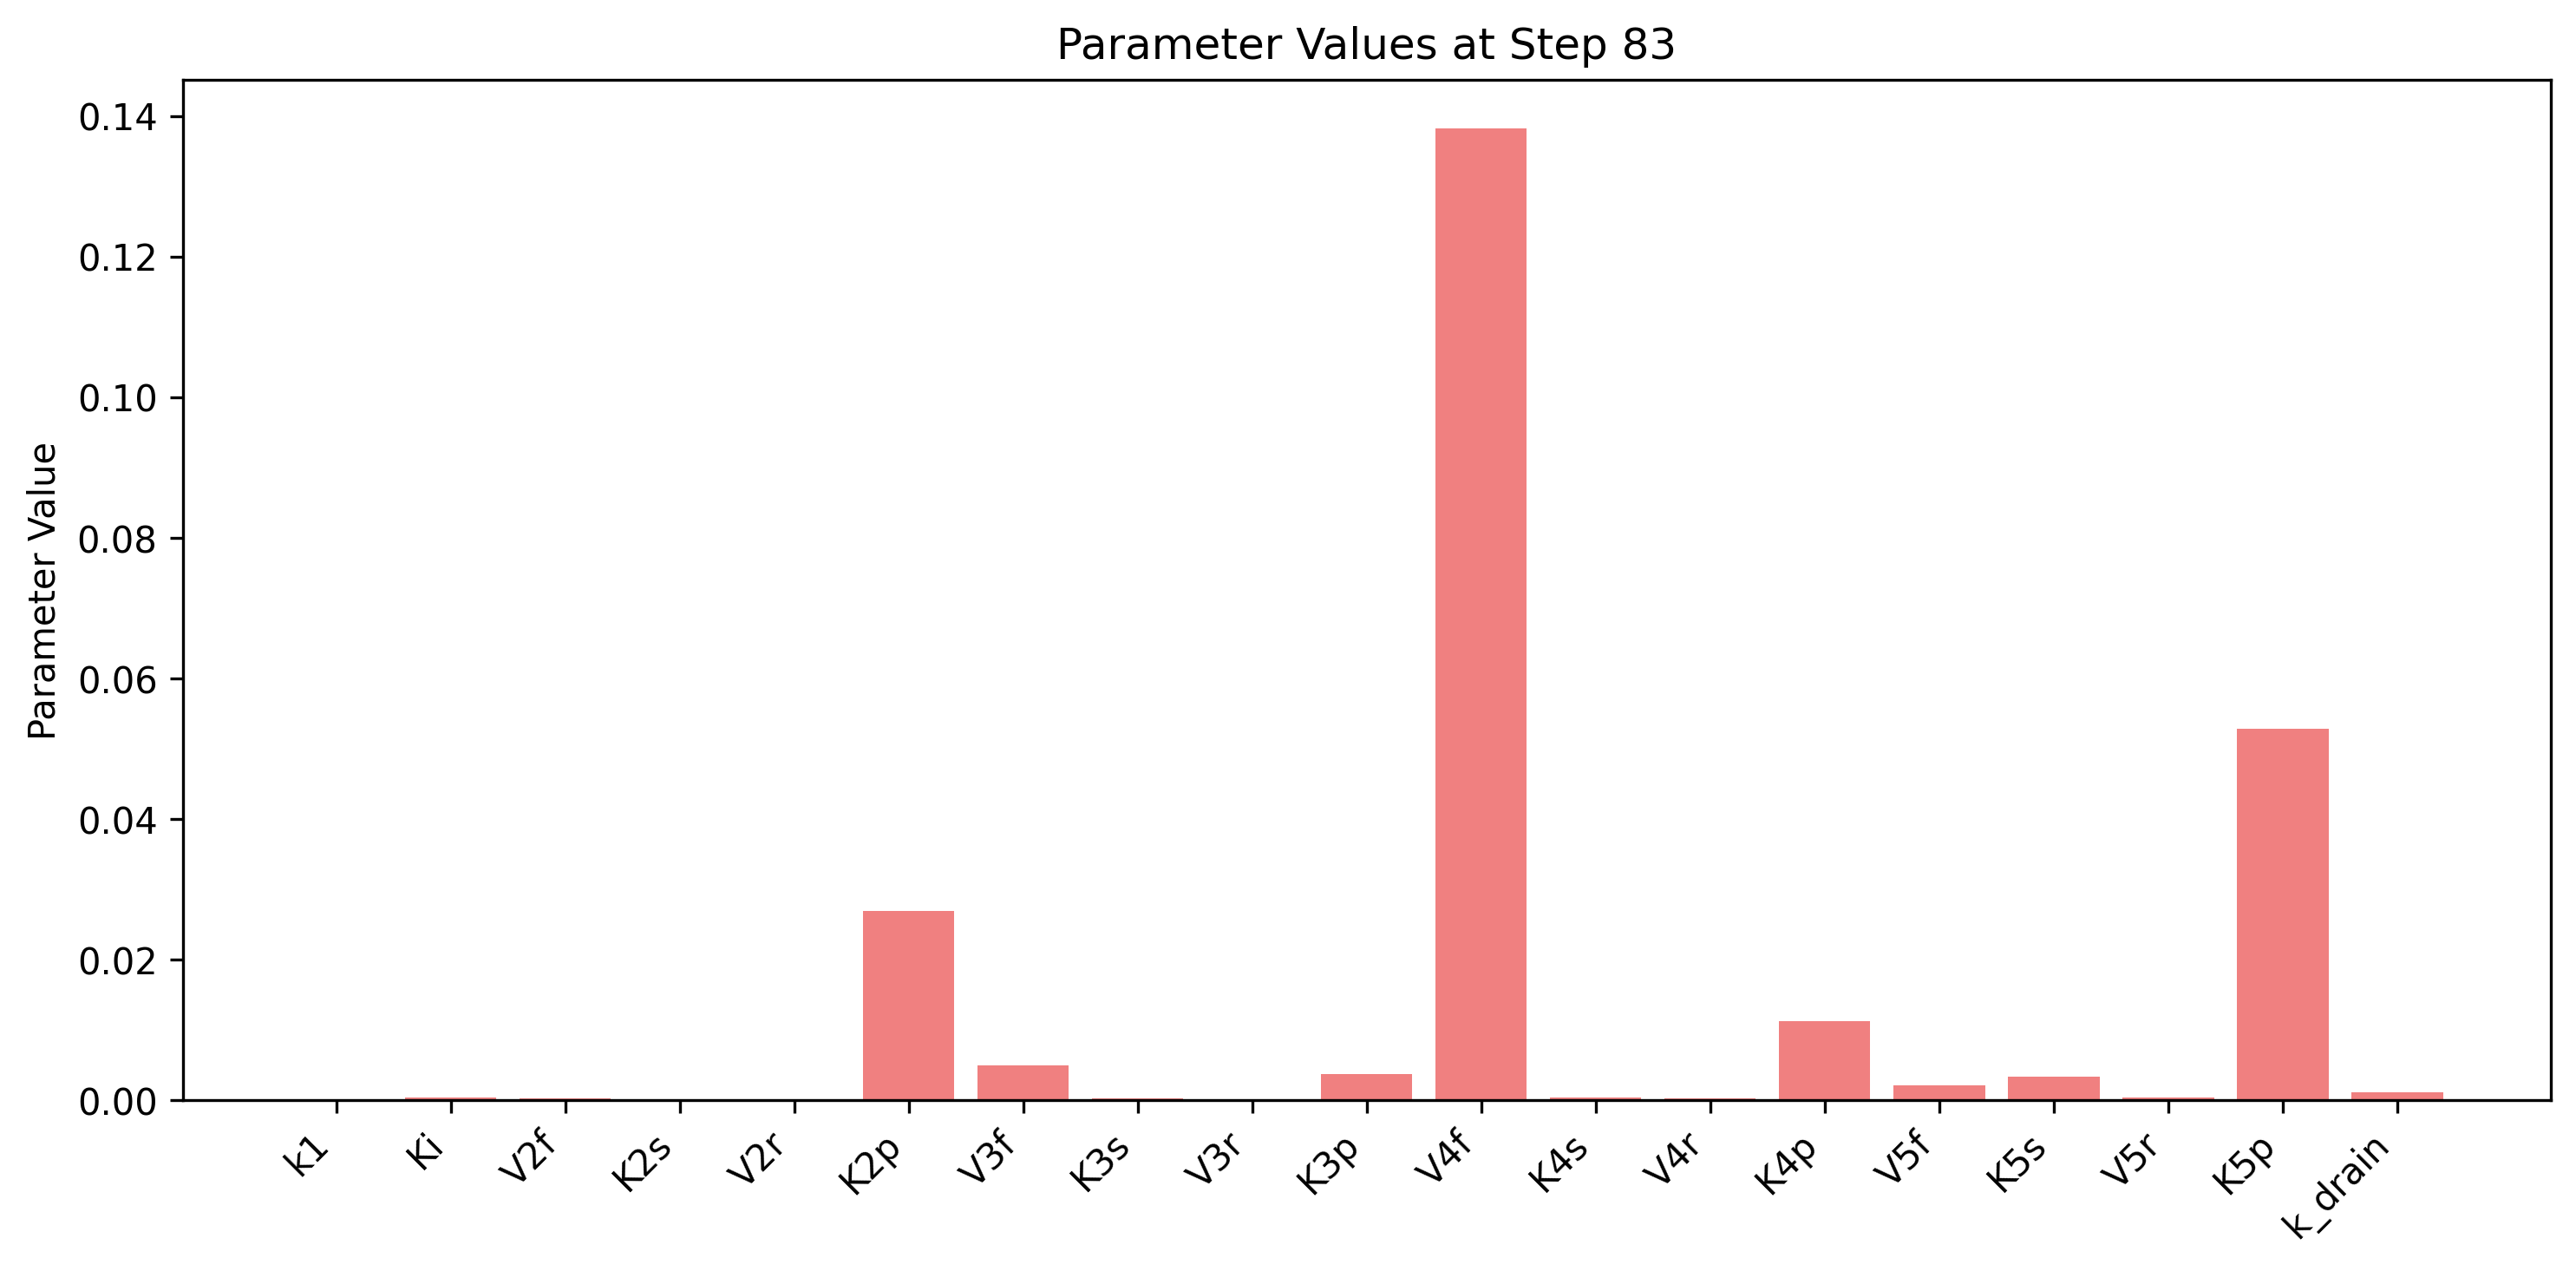 Parameter Values at Step 83
Parameter Value
0.14
0.12
0.10
0.08
0.06
0.04
0.02
0.00
k1
Ki
V2f
K2s
V2r
K2p
V3f
K3s
V3r
K3p
V4f
K4s
V4r
K4p
V5f
K5s
V5r
K5p
k_drain